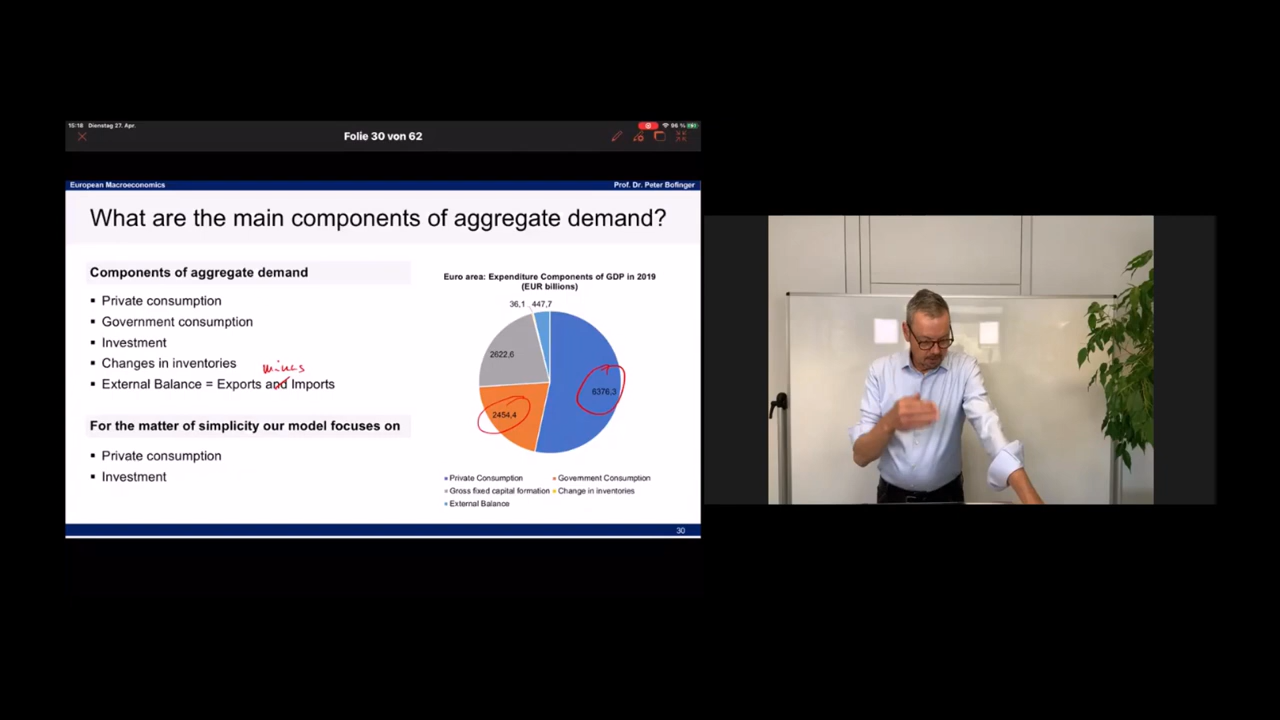 15:18 Dienstag 27. Apr.
96 %
Folie 30 von 62
European Macroeconomics
Prof. Dr. Peter Bofinger
What are the main components of aggregate demand?
Components of aggregate demand
▪ Private consumption
▪ Government consumption
▪ Investment
▪ Changes in inventories
minus
▪ External Balance = Exports and Imports
For the matter of simplicity our model focuses on
▪ Private consumption
▪ Investment
Euro area: Expenditure Components of GDP in 2019
(EUR billions)
36,1 447,7
2622,6
6376,3
2454,4
Private Consumption Government Consumption
Gross fixed capital formation Change in inventories
External Balance
30